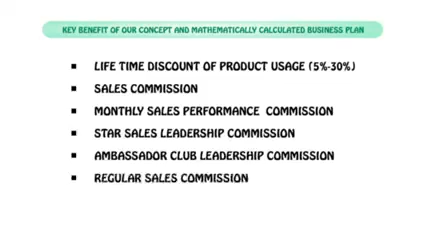 KEY BENEFIT OF OUR CONCEPT AND MATHEMATICALLY CALCULATED BUSINESS PLAN
▪ LIFE TIME DISCOUNT OF PRODUCT USAGE (5%-30%)
▪ SALES COMMISSION
▪ MONTHLY SALES PERFORMANCE COMMISSION
▪ STAR SALES LEADERSHIP COMMISSION
▪ AMBASSADOR CLUB LEADERSHIP COMMISSION
▪ REGULAR SALES COMMISSION